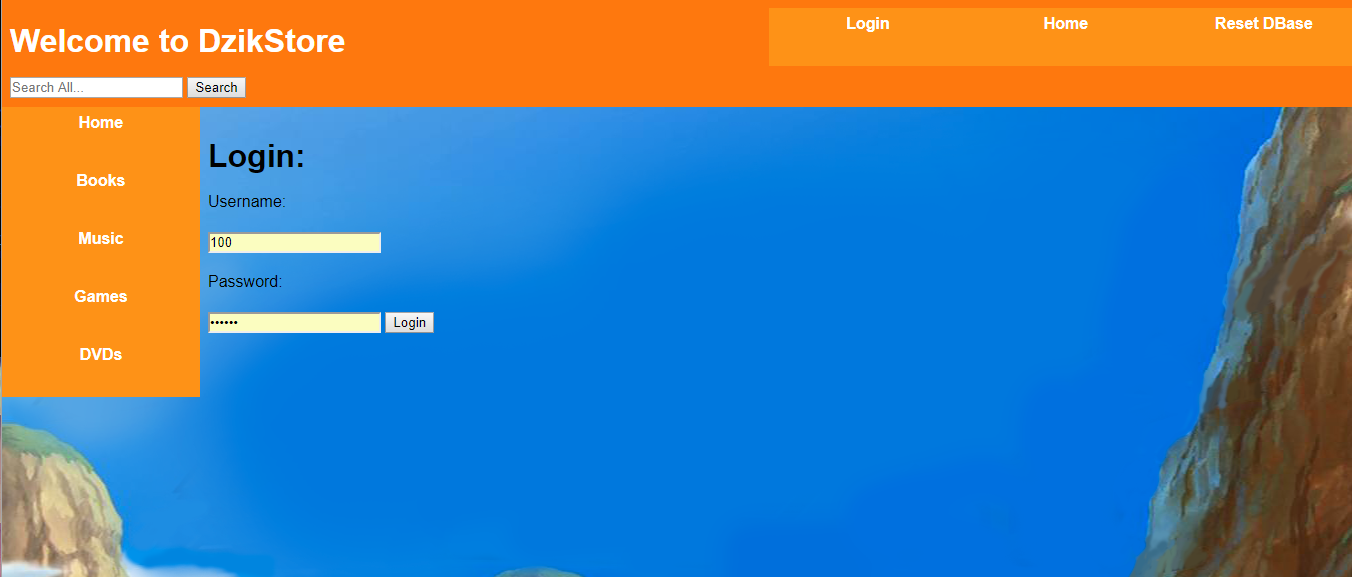 Welcome to DzikStore
Login Home Reset DBase
Search All... Search
Home
Books
Music
Games
DVDs
Login:
Username:
100
Password:
•••••• Login